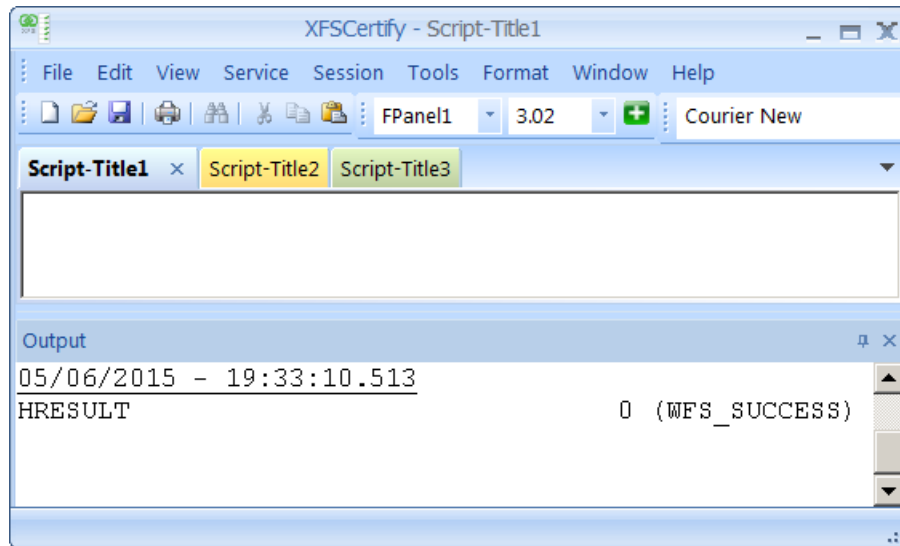 XFSCertify - Script-Title1
File Edit View Service Session Tools Format Window Help
FPanel1 3.02 Courier New
Script-Title1 Script-Title2 Script-Title3
Output
05/06/2015 - 19:33:10.513
HRESULT 0 (WFS_SUCCESS)